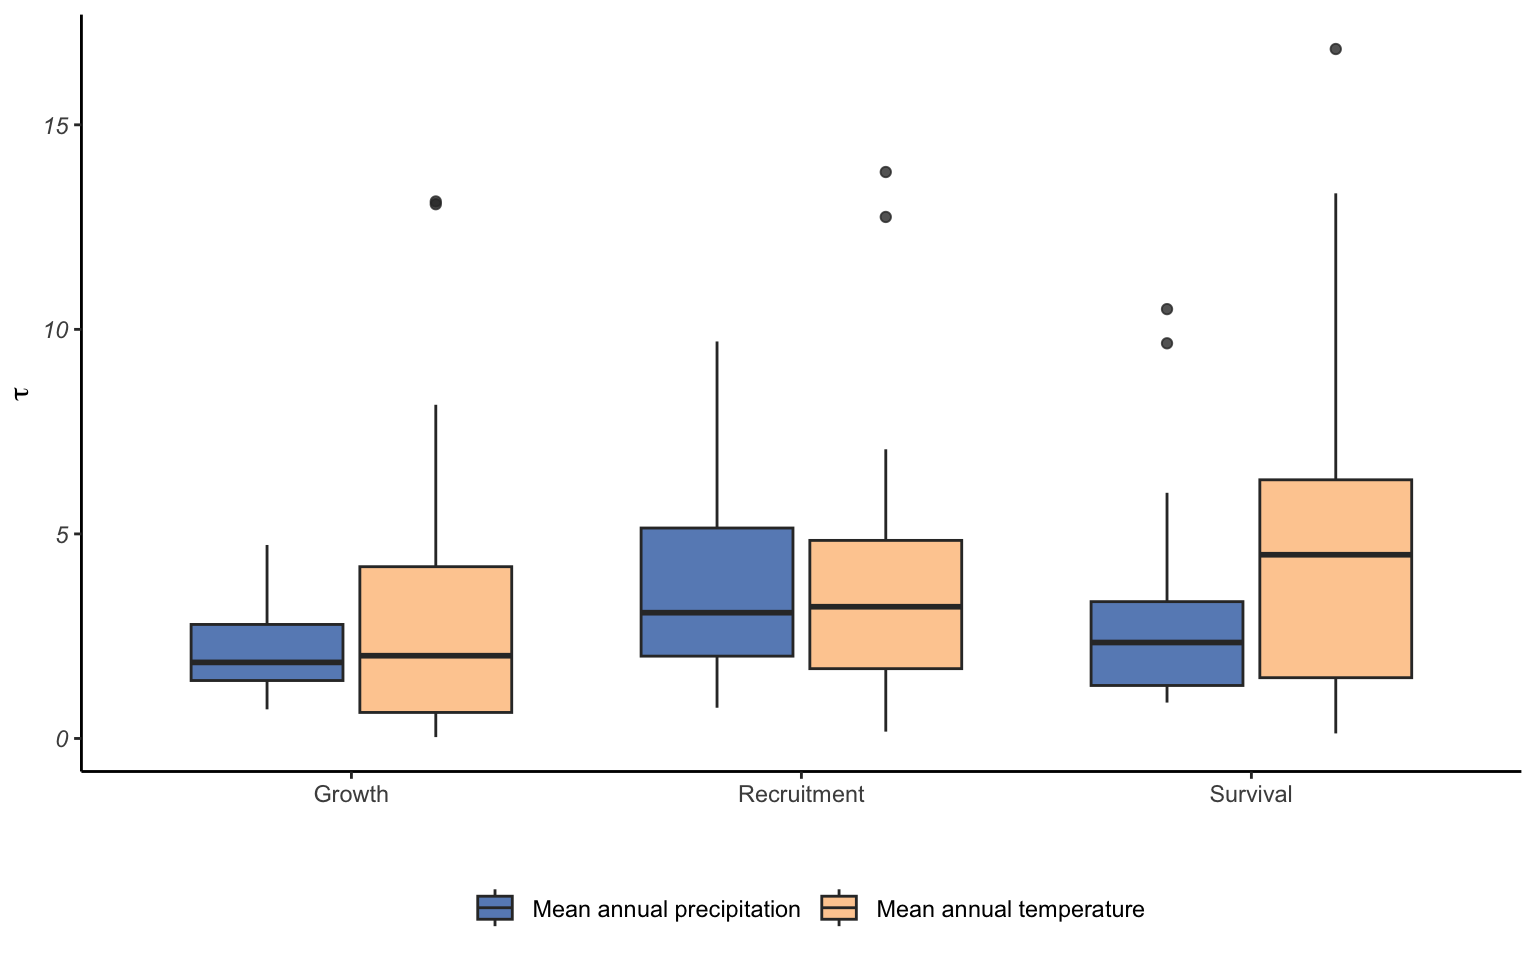 15
10
5
0
τ
Growth Recruitment Survival
Mean annual precipitation Mean annual temperature